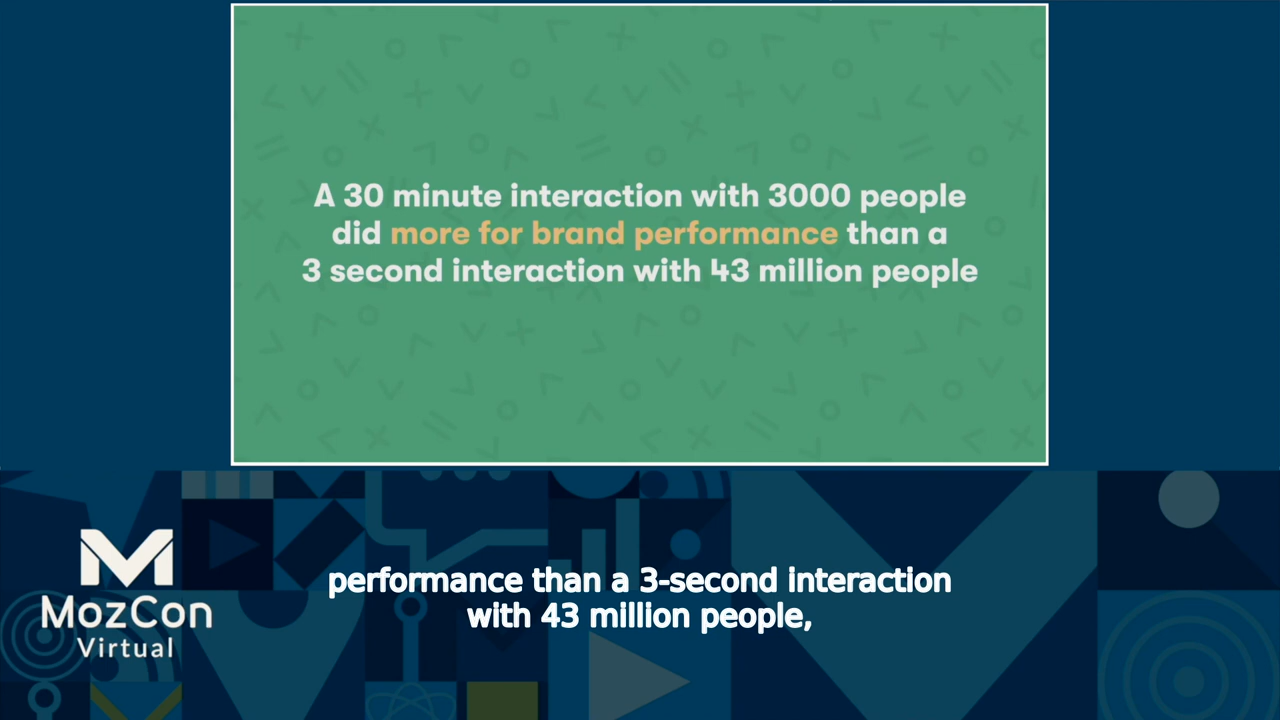 A 30 minute interaction with 3000 people
did more for brand performance than a
3 second interaction with 43 million people
performance than a 3-second interaction
with 43 million people,
MozCon
Virtual